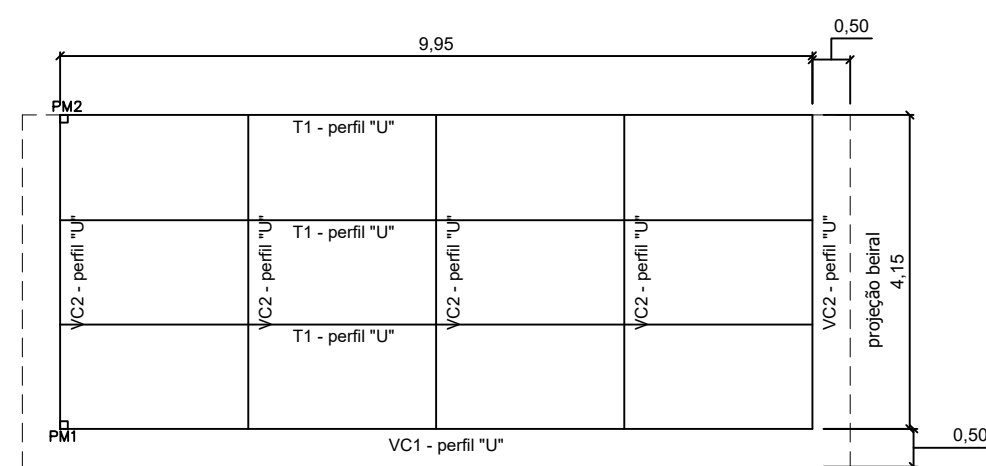 0,50
9,95
PM2
T1 - perfil "U"
T1 - perfil "U"
VC2 - perfil "U"
VC2 - perfil "U"
VC2 - perfil "U"
VC2 - perfil "U"
VC2 - perfil "U"
projeção beiral
4,15
T1 - perfil "U"
PM1
VC1 - perfil "U"
0,50